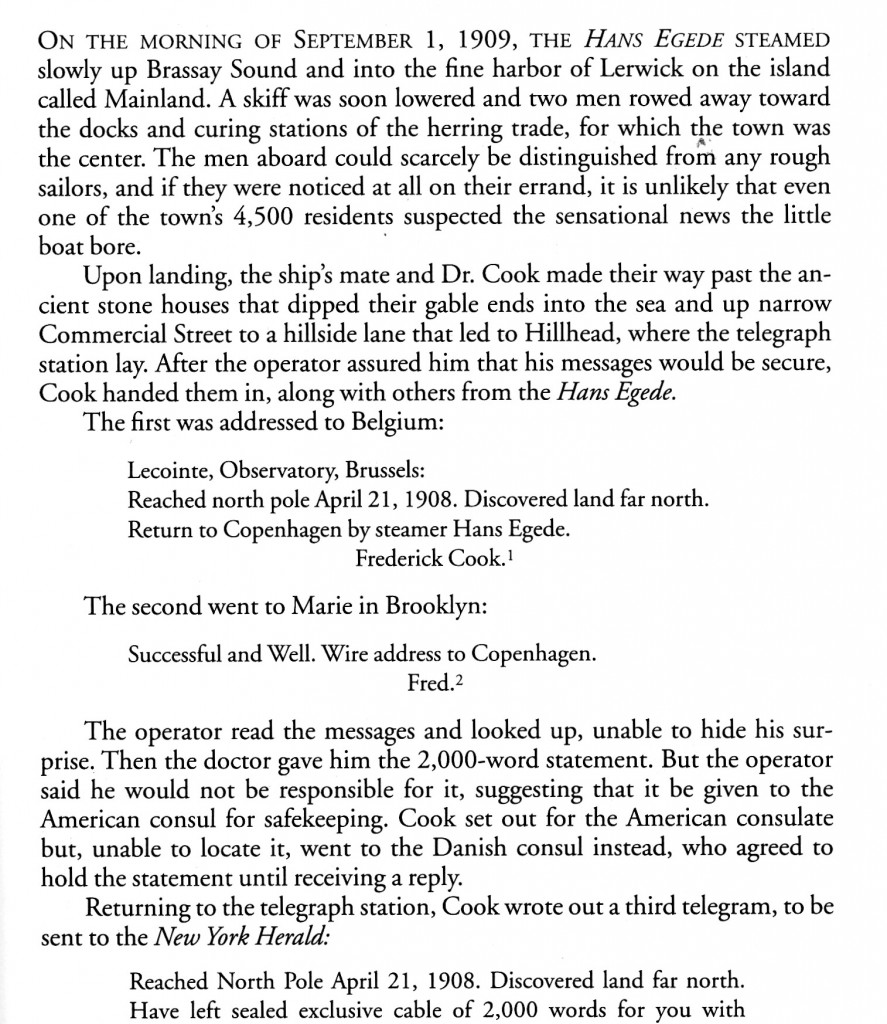 ON THE MORNING OF SEPTEMBER 1, 1909, THE HANS EGEDE STEAMED
slowly up Brassay Sound and into the fine harbor of Lerwick on the island
called Mainland. A skiff was soon lowered and two men rowed away toward
the docks and curing stations of the herring trade, for which the town was
the center. The men aboard could scarcely be distinguished from any rough
sailors, and if they were noticed at all on their errand, it is unlikely that even
one of the town's 4,500 residents suspected the sensational news the little
boat bore.
Upon landing, the ship's mate and Dr. Cook made their way past the an-
cient stone houses that dipped their gable ends into the sea and up narrow
Commercial Street to a hillside lane that led to Hillhead, where the telegraph
station lay. After the operator assured him that his messages would be secure,
Cook handed them in, along with others from the Hans Egede.
The first was addressed to Belgium:
Lecointe, Observatory, Brussels:
Reached north pole April 21, 1908. Discovered land far north.
Return to Copenhagen by steamer Hans Egede.
Frederick Cook.¹
The second went to Marie in Brooklyn:
Successful and Well. Wire address to Copenhagen.
Fred.²
The operator read the messages and looked up, unable to hide his sur-
prise. Then the doctor gave him the 2,000-word statement. But the operator
said he would not be responsible for it, suggesting that it be given to the
American consul for safekeeping. Cook set out for the American consulate
but, unable to locate it, went to the Danish consul instead, who agreed to
hold the statement until receiving a reply.
Returning to the telegraph station, Cook wrote out a third telegram, to be
sent to the New York Herald:
Reached North Pole April 21, 1908. Discovered land far north.
Have left sealed exclusive cable of 2,000 words for you with